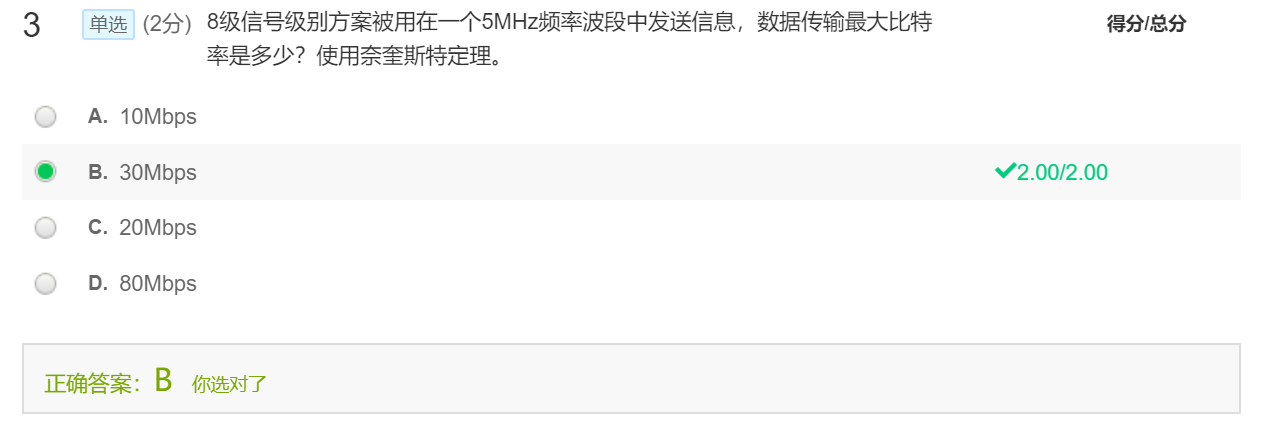 3 单选 (2分) 8级信号级别方案被用在一个5MHz频率波段中发送信息，数据传输最大比特 得分/总分
率是多少？使用奈奎斯特定理。
A. 10Mbps
B. 30Mbps 2.00/2.00
C. 20Mbps
D. 80Mbps
正确答案：B 你选对了